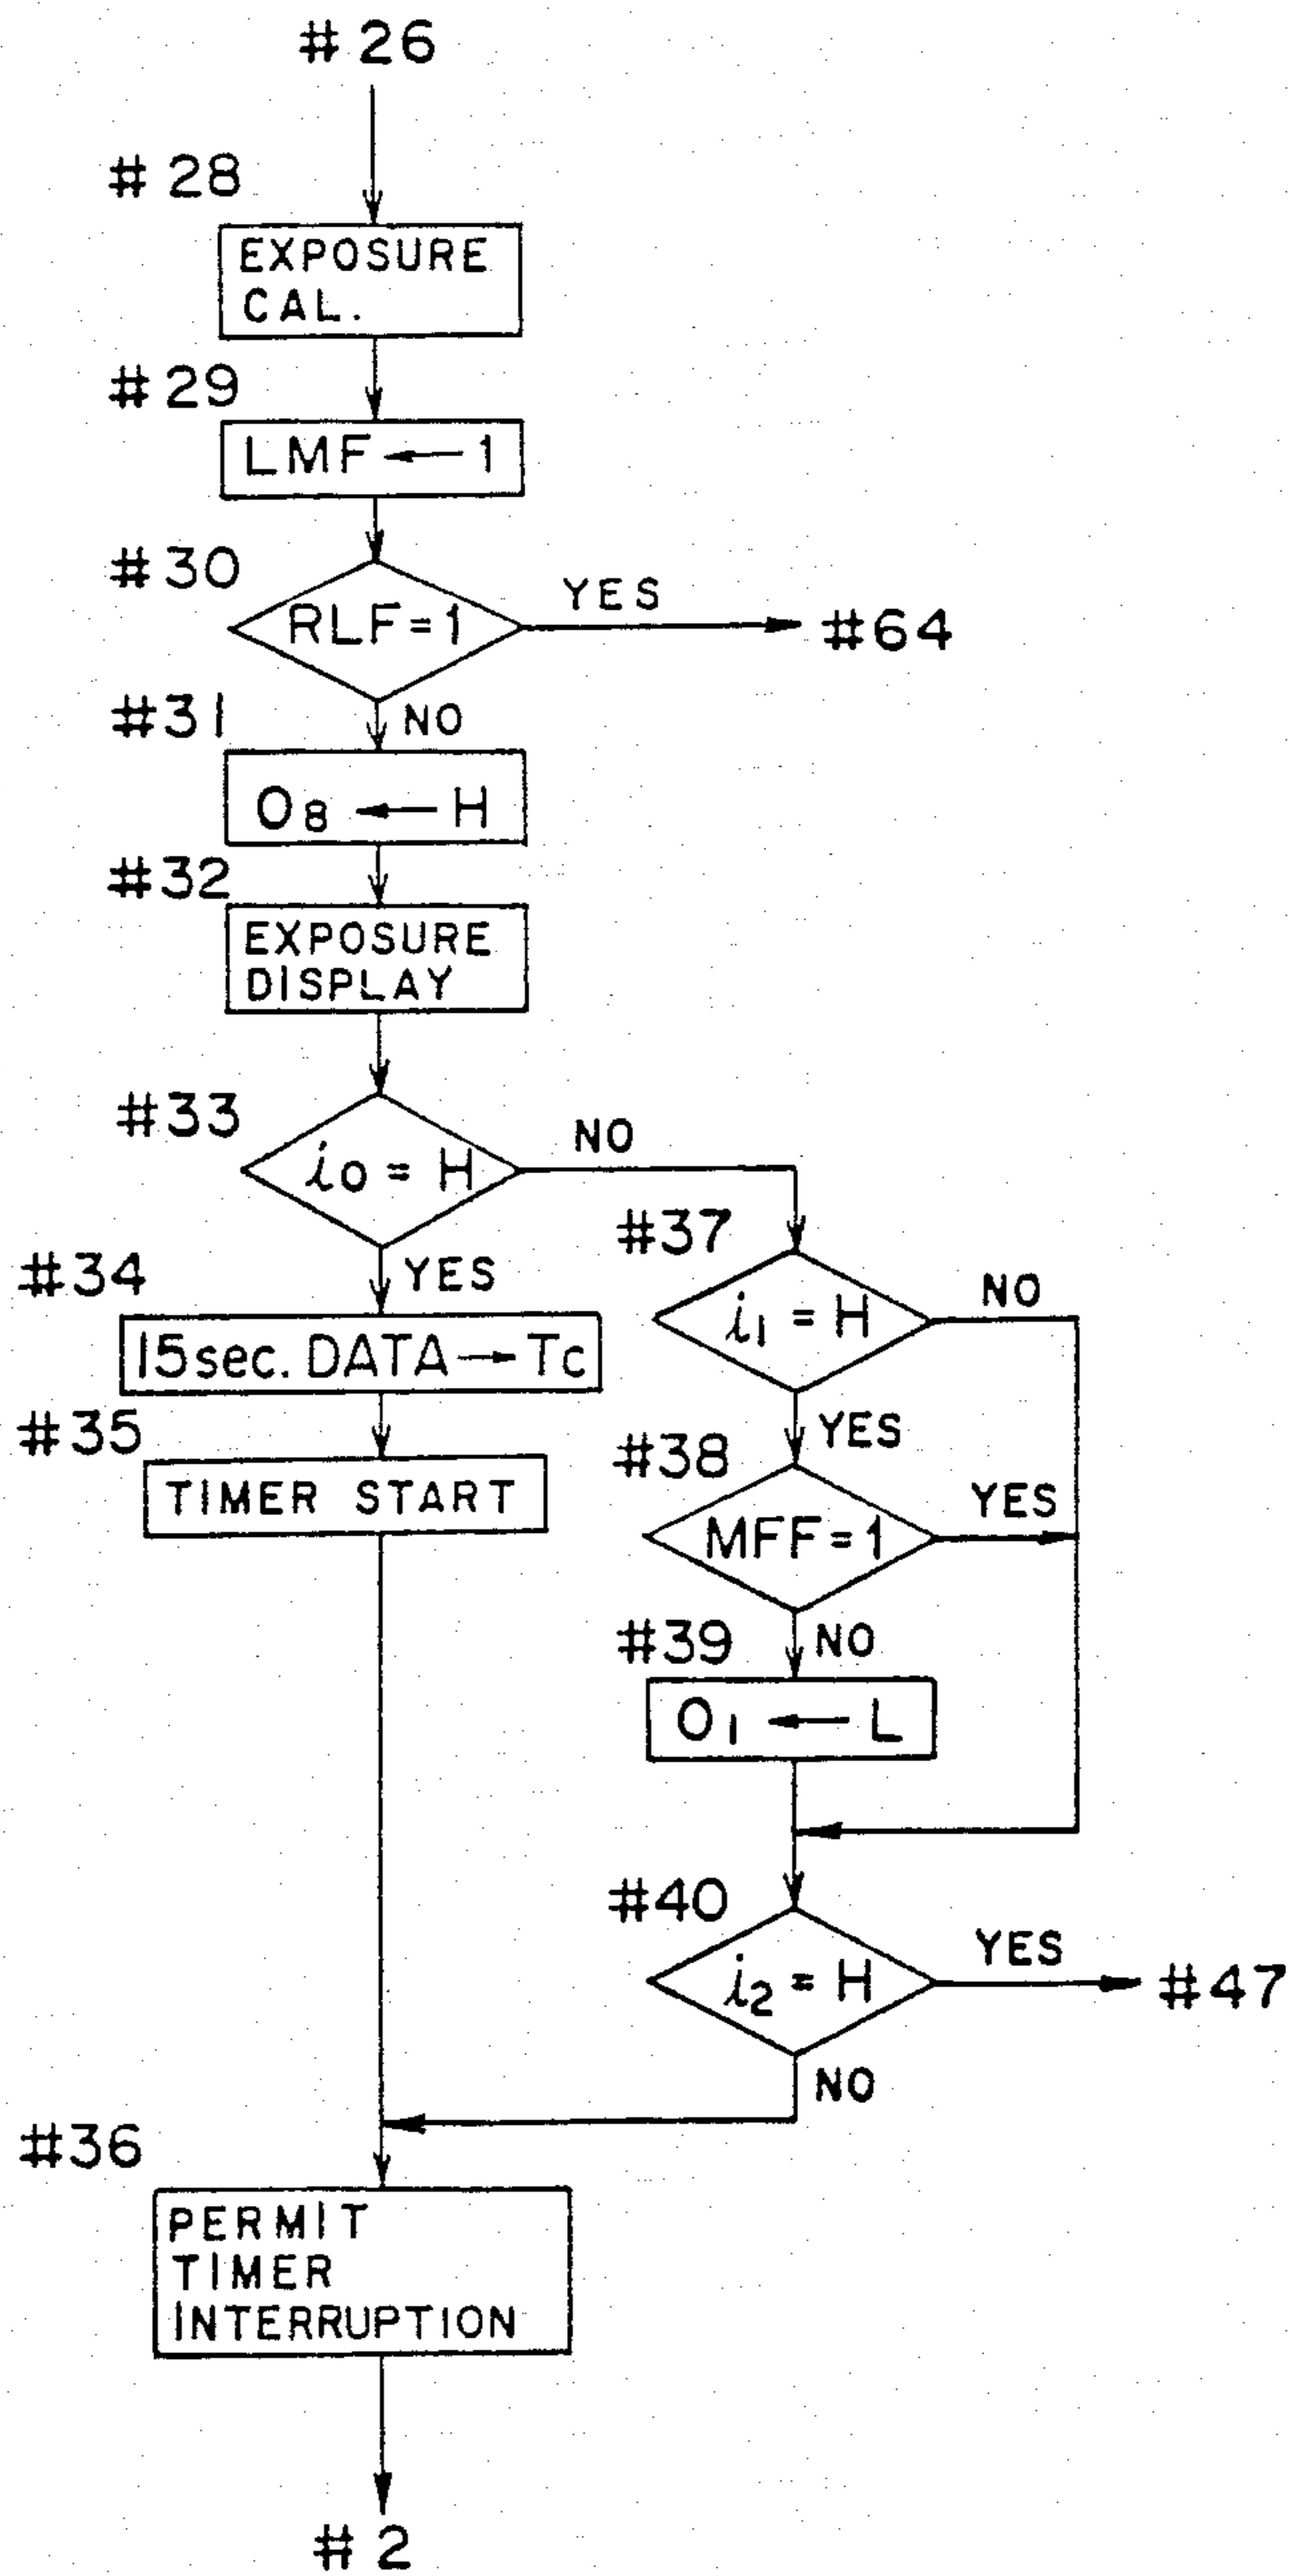 #26
#28
EXPOSURE
CAL.
#29
LMF ← 1
#30
RLF=1
YES
#64
NO
#31
O8 ← H
#32
EXPOSURE
DISPLAY
#33
i0 = H
NO
YES
#34
15sec. DATA → Tc
#35
TIMER START
#37
i1 = H
NO
YES
#38
MFF=1
YES
NO
#39
O1 ← L
#40
i2 = H
YES
#47
NO
#36
PERMIT
TIMER
INTERRUPTION
#2